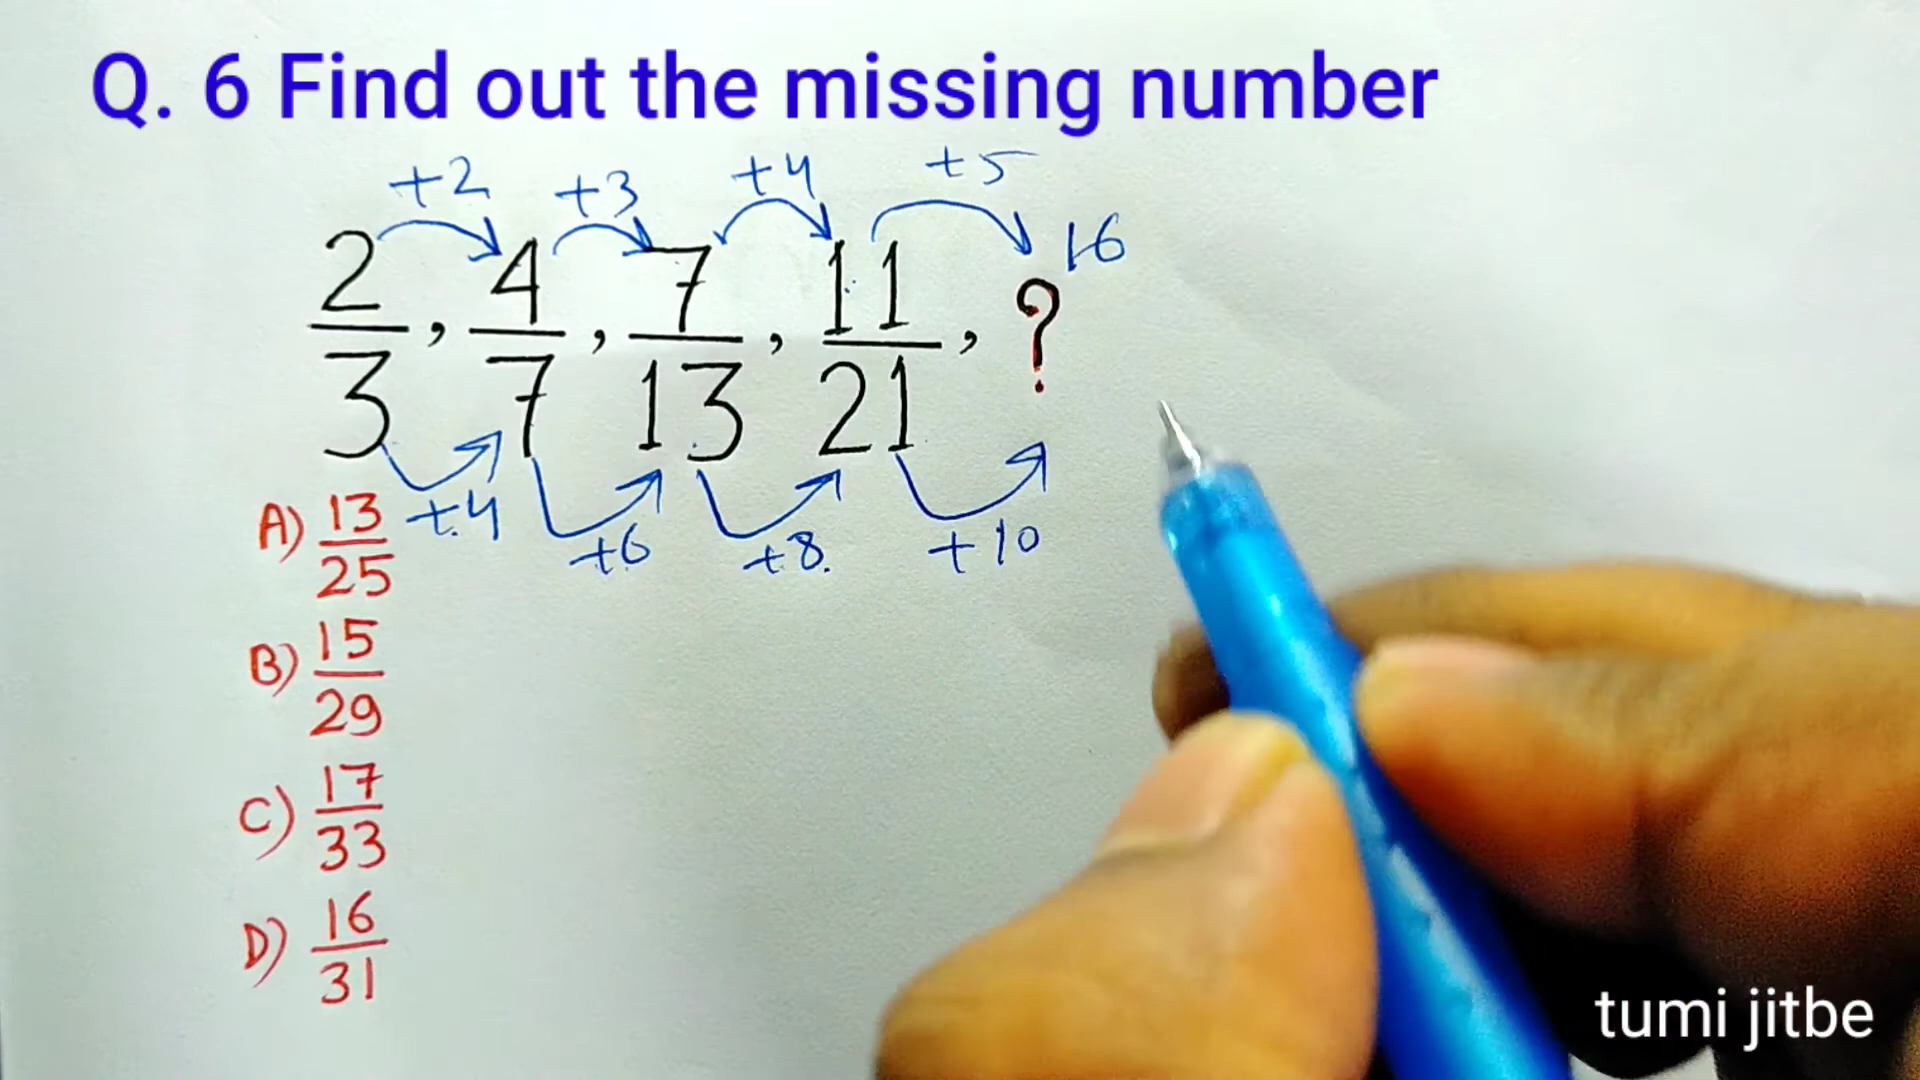 Q. 6 Find out the missing number
+2 +3 +4 +5
16
2/3, 4/7, 7/13, 11/21, ?
+4 +6 +8. +10
A) 13/25
B) 15/29
C) 17/33
D) 16/31
tumi jitbe